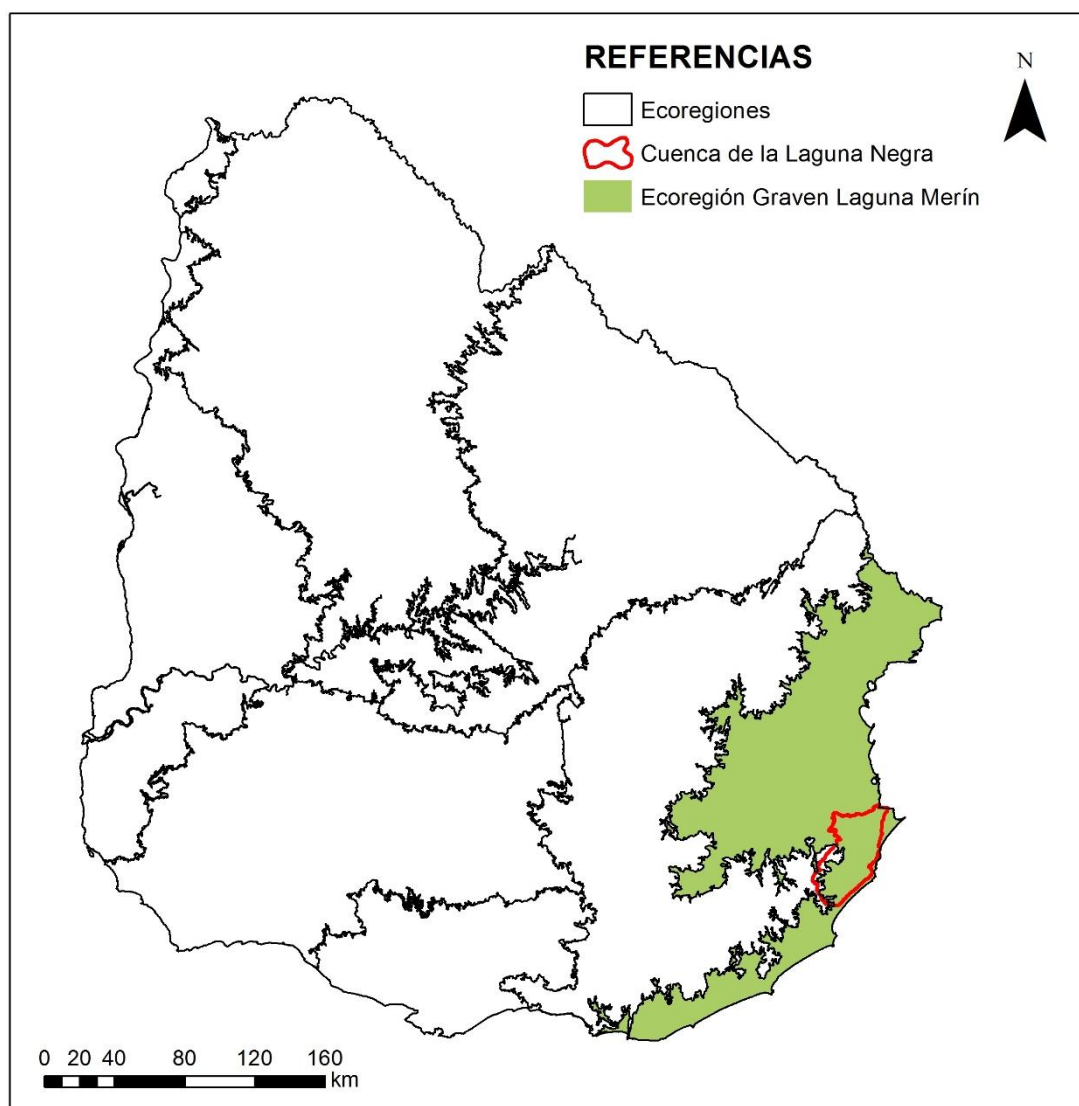 REFERENCIAS
N
Ecoregiones
Cuenca de la Laguna Negra
Ecoregión Graven Laguna Merín
0 20 40 80 120 160
km